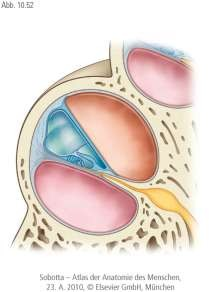 Abb. 10.52
Sobotta – Atlas der Anatomie des Menschen,
23. A. 2010, © Elsevier GmbH, München